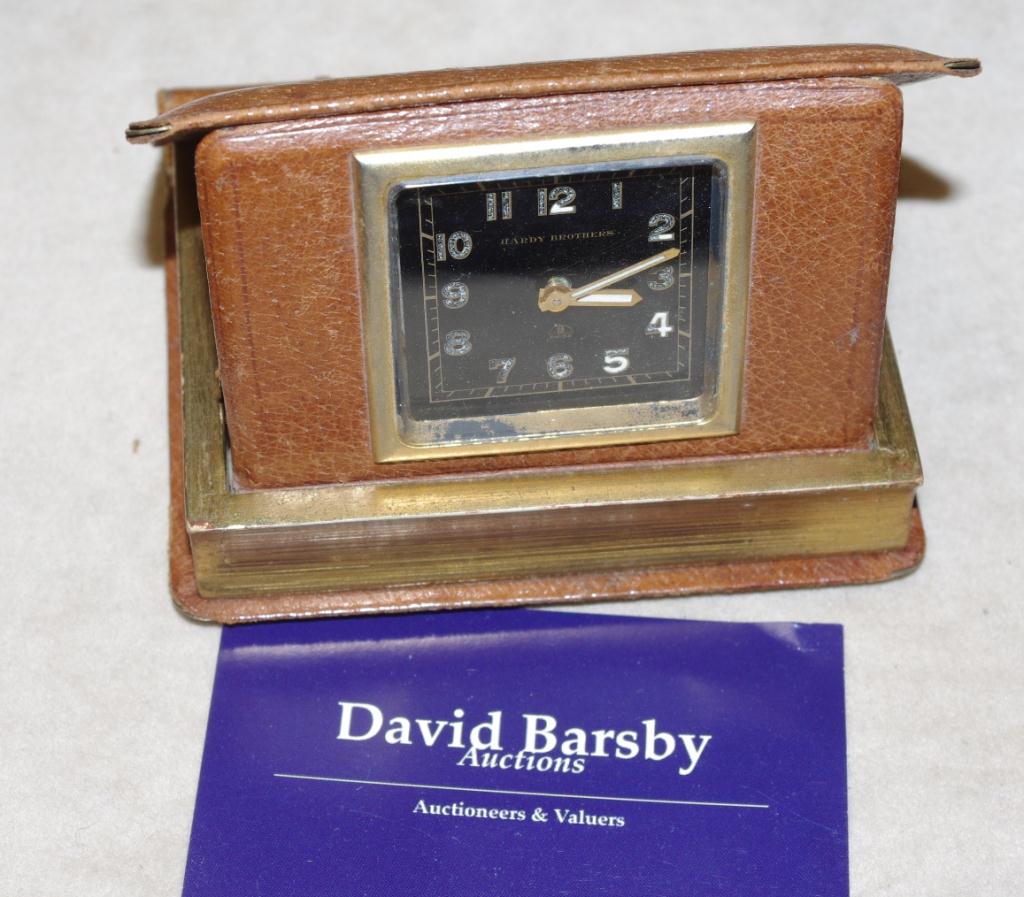 11 12 1
10 2
HARDY BROTHERS
9 3
8 4
7 6 5
David Barsby
Auctions
Auctioneers & Valuers